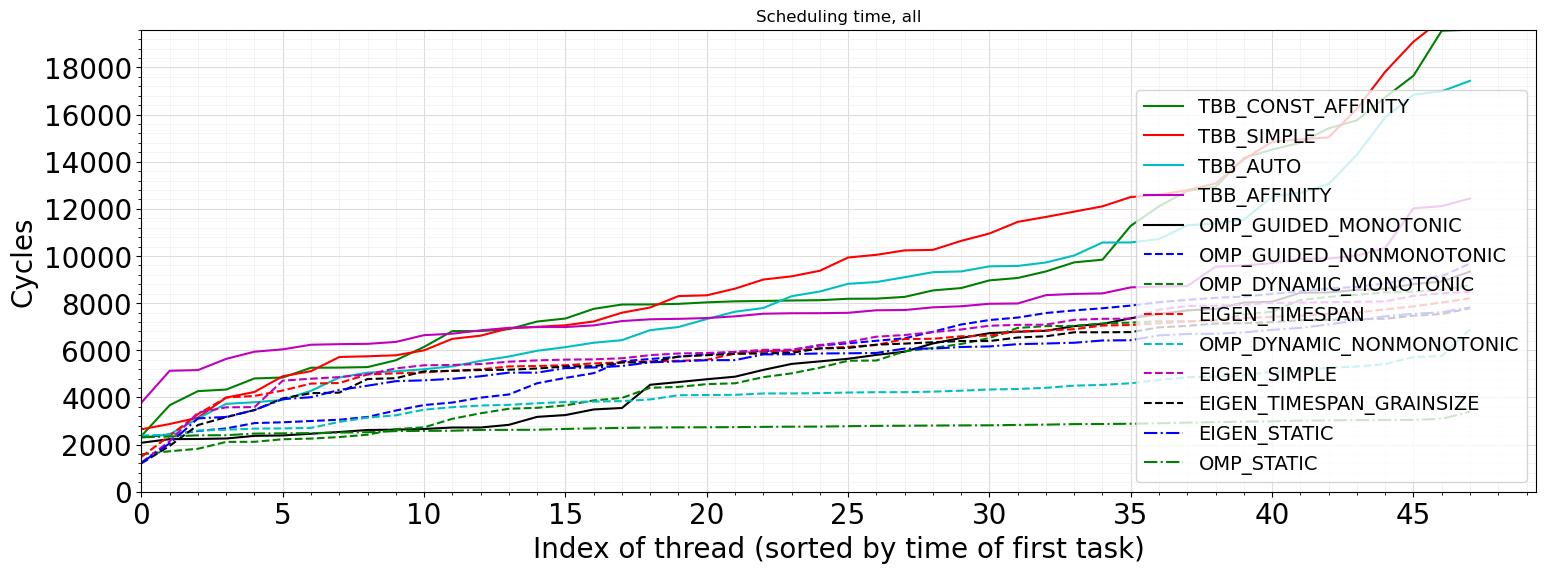 Scheduling time, all
18000
16000
14000
12000
10000
8000
6000
4000
2000
0
Cycles
TBB_CONST_AFFINITY
TBB_SIMPLE
TBB_AUTO
TBB_AFFINITY
OMP_GUIDED_MONOTONIC
OMP_GUIDED_NONMONOTONIC
OMP_DYNAMIC_MONOTONIC
EIGEN_TIMESPAN
OMP_DYNAMIC_NONMONOTONIC
EIGEN_SIMPLE
EIGEN_TIMESPAN_GRAINSIZE
EIGEN_STATIC
OMP_STATIC
0 5 10 15 20 25 30 35 40 45
Index of thread (sorted by time of first task)